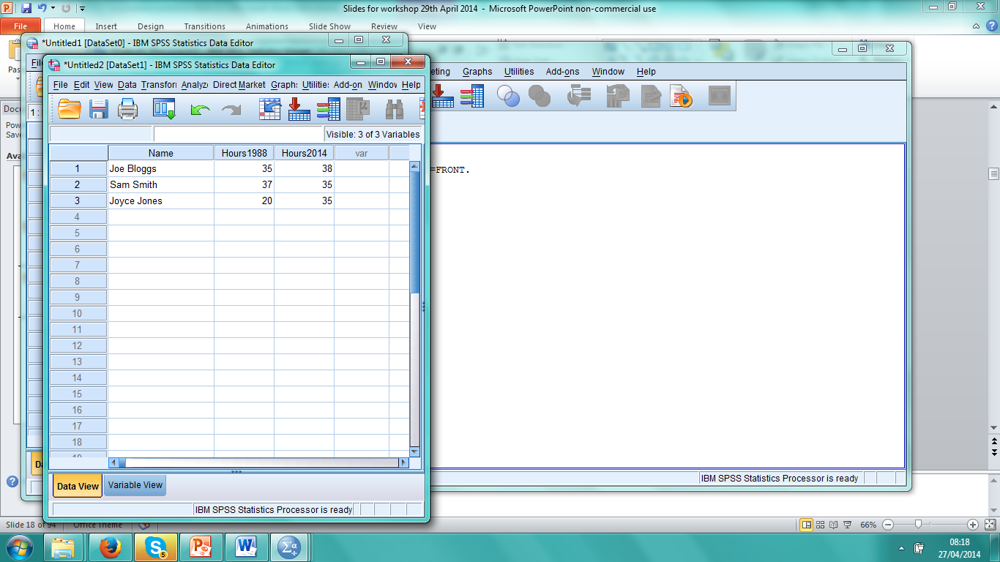 Slides for workshop 29th April 2014 - Microsoft PowerPoint non-commercial use
File Home Insert Design Transitions Animations Slide Show Review View
*Untitled1 [DataSet0] - IBM SPSS Statistics Data Editor
*Untitled2 [DataSet1] - IBM SPSS Statistics Data Editor
eting Graphs Utilities Add-ons Window Help
File Edit View Data Transforr Analyze Direct Market Graphs Utilities Add-on Window Help
Visible: 3 of 3 Variables
Name Hours1988 Hours2014 var
1 Joe Bloggs 35 38
=FRONT.
2 Sam Smith 37 35
3 Joyce Jones 20 35
4
5
6
7
8
9
10
11
12
13
14
15
16
17
18
Data View Variable View
IBM SPSS Statistics Processor is ready
IBM SPSS Statistics Processor is ready
Slide 18 of 94 Office Theme 66%
5
08:18
27/04/2014